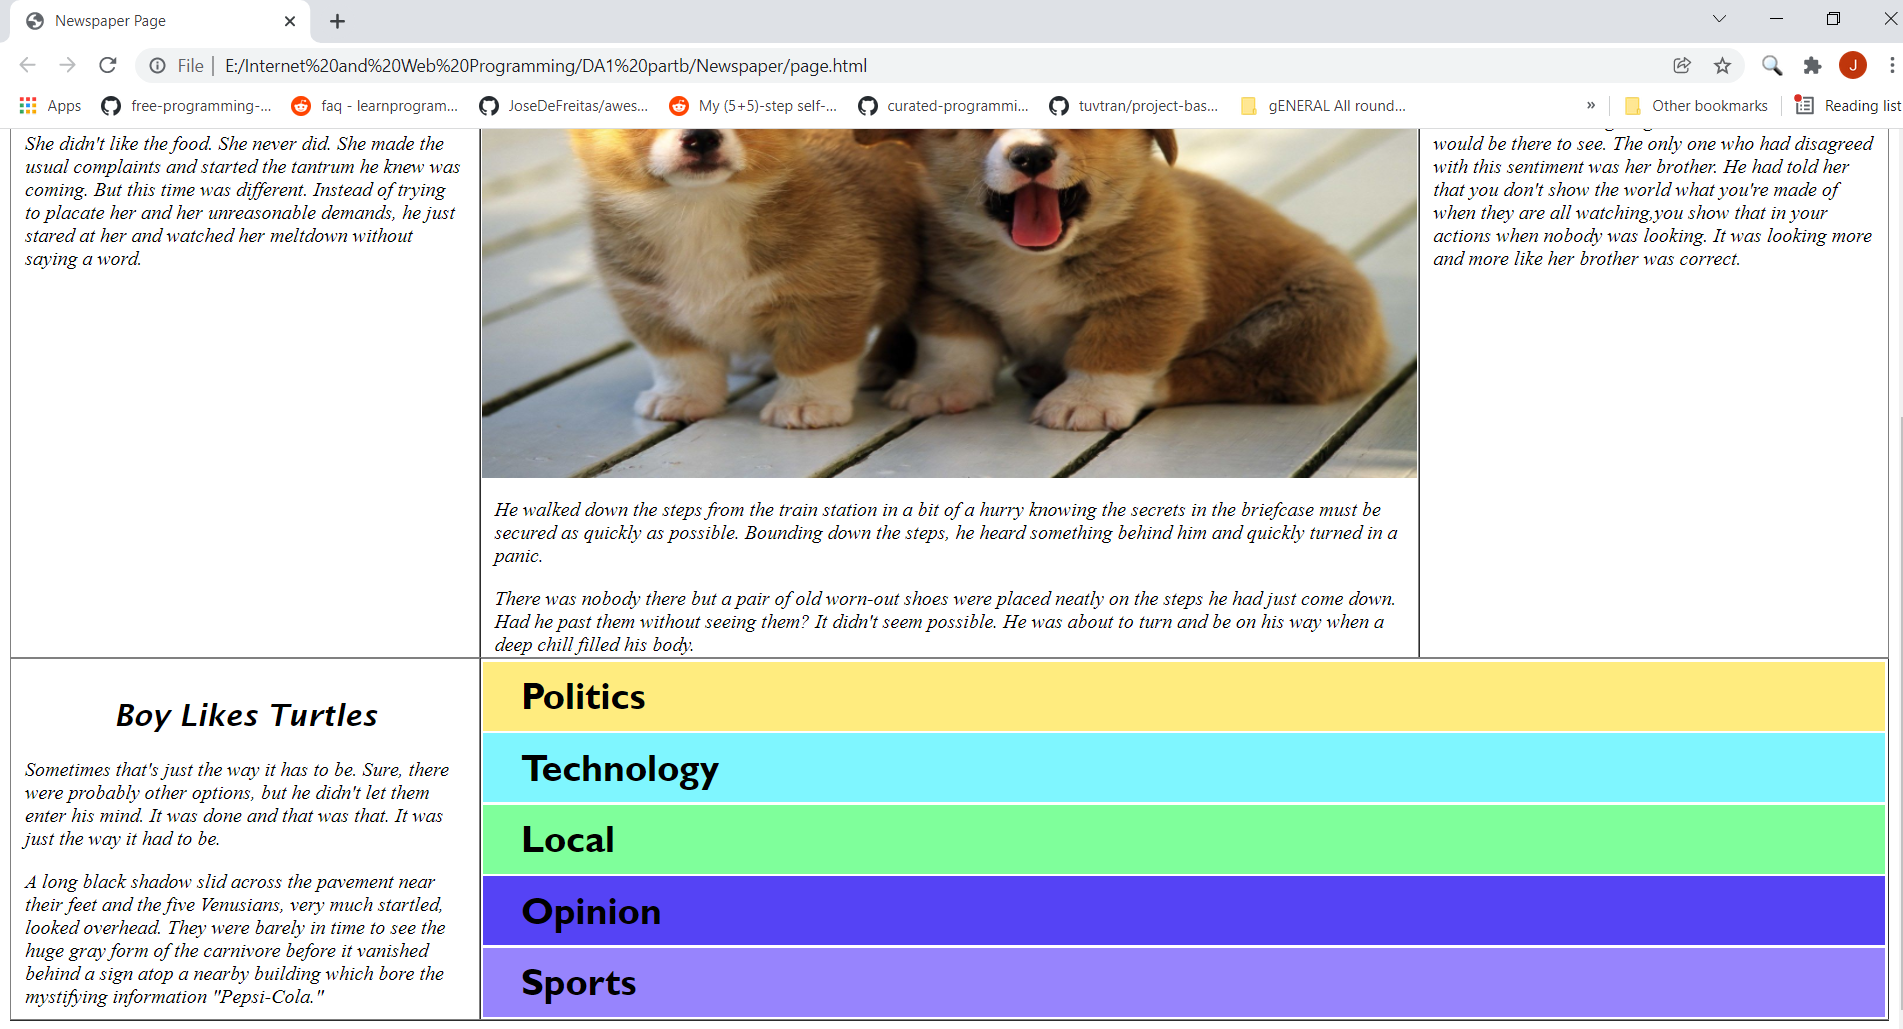 Newspaper Page
File | E:/Internet%20and%20Web%20Programming/DA1%20partb/Newspaper/page.html
J
Apps free-programming-... faq - learnprogram... JoseDeFreitas/awes... My (5+5)-step self-... curated-programmi... tuvtran/project-bas... gENERAL All round... » Other bookmarks Reading list
She didn't like the food. She never did. She made the
usual complaints and started the tantrum he knew was
coming. But this time was different. Instead of trying
to placate her and her unreasonable demands, he just
stared at her and watched her meltdown without
saying a word.
He walked down the steps from the train station in a bit of a hurry knowing the secrets in the briefcase must be
secured as quickly as possible. Bounding down the steps, he heard something behind him and quickly turned in a
panic.
There was nobody there but a pair of old worn-out shoes were placed neatly on the steps he had just come down.
Had he past them without seeing them? It didn't seem possible. He was about to turn and be on his way when a
deep chill filled his body.
would be there to see. The only one who had disagreed
with this sentiment was her brother. He had told her
that you don't show the world what you're made of
when they are all watching,you show that in your
actions when nobody was looking. It was looking more
and more like her brother was correct.
Boy Likes Turtles
Sometimes that's just the way it has to be. Sure, there
were probably other options, but he didn't let them
enter his mind. It was done and that was that. It was
just the way it had to be.
A long black shadow slid across the pavement near
their feet and the five Venusians, very much startled,
looked overhead. They were barely in time to see the
huge gray form of the carnivore before it vanished
behind a sign atop a nearby building which bore the
mystifying information "Pepsi-Cola."
Politics
Technology
Local
Opinion
Sports